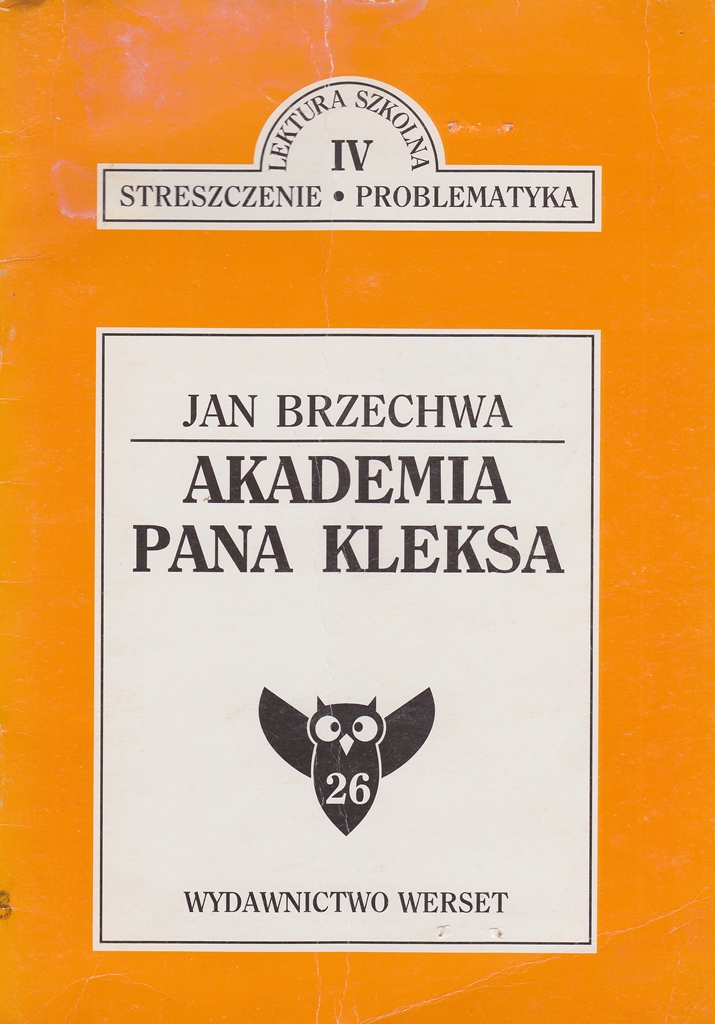 LEKTURA SZKOLNA
IV
STRESZCZENIE • PROBLEMATYKA
JAN BRZECHWA
AKADEMIA
PANA KLEKSA
26
WYDAWNICTWO WERSET